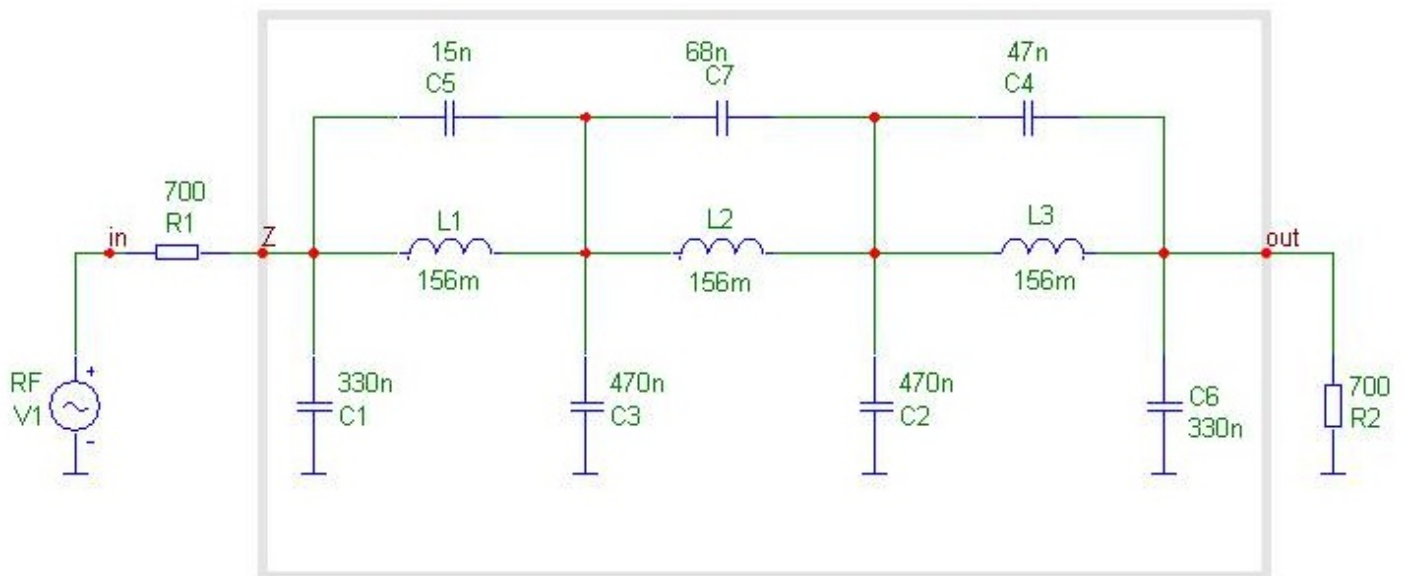 15n
C5
68n
C7
47n
C4
700
R1
in
Z
L1
156m
L2
156m
L3
156m
out
RF
V1
+
-
330n
C1
470n
C3
470n
C2
C6
330n
700
R2